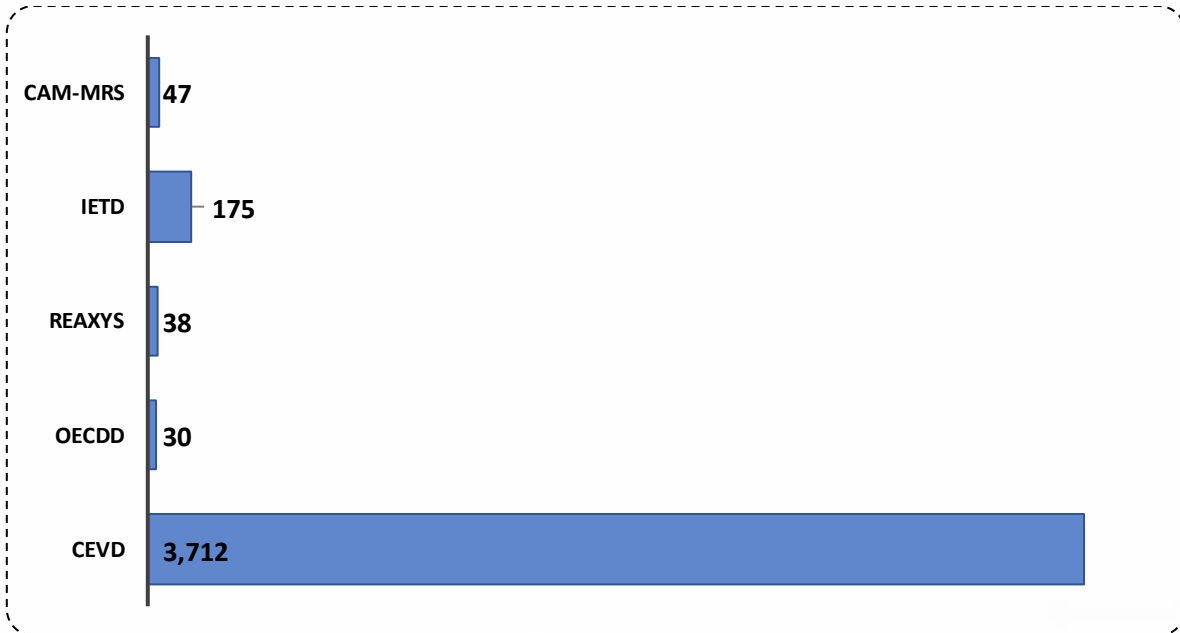 CAM-MRS 47
IETD 175
REAXYS 38
OECDD 30
CEVD 3,712